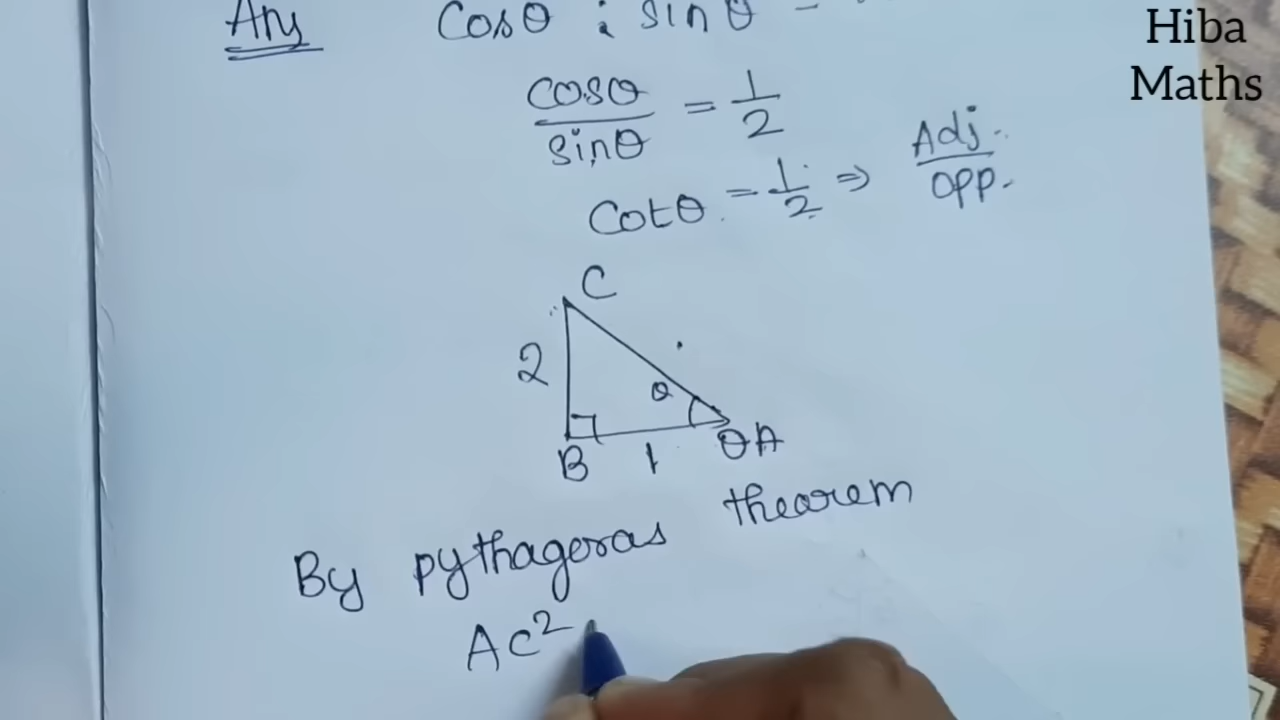 Hiba
Maths
Ans Cosθ : sinθ =
cosθ/sinθ = 1/2
Cotθ = 1/2 ⇒ Adj./opp.
C
2
θ
B 1 θA
By pythageras theorem
AC²